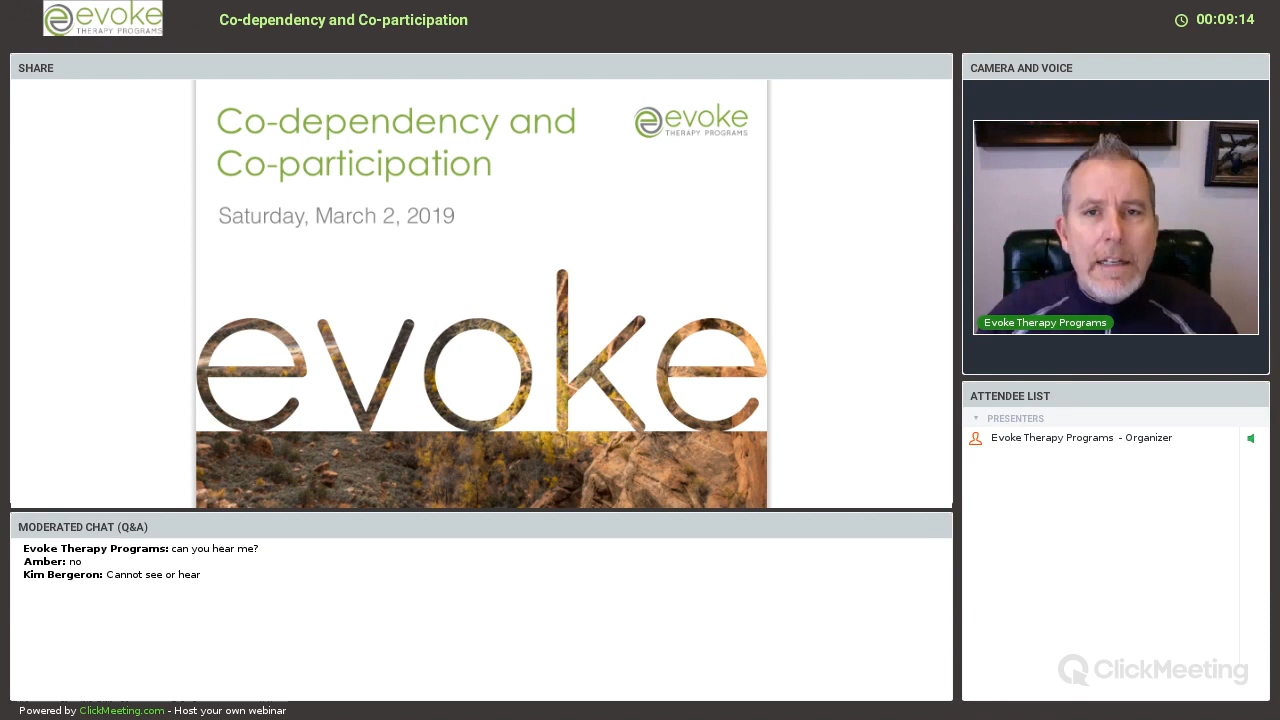 evoke
THERAPY PROGRAMS
Co-dependency and Co-participation
00:09:14
SHARE
Co-dependency and
Co-participation
evoke
THERAPY PROGRAMS
Saturday, March 2, 2019
evoke
CAMERA AND VOICE
Evoke Therapy Programs
ATTENDEE LIST
PRESENTERS
Evoke Therapy Programs - Organizer
ClickMeeting
MODERATED CHAT (Q&A)
Evoke Therapy Programs: can you hear me?
Amber: no
Kim Bergeron: Cannot see or hear
Powered by ClickMeeting.com - Host your own webinar